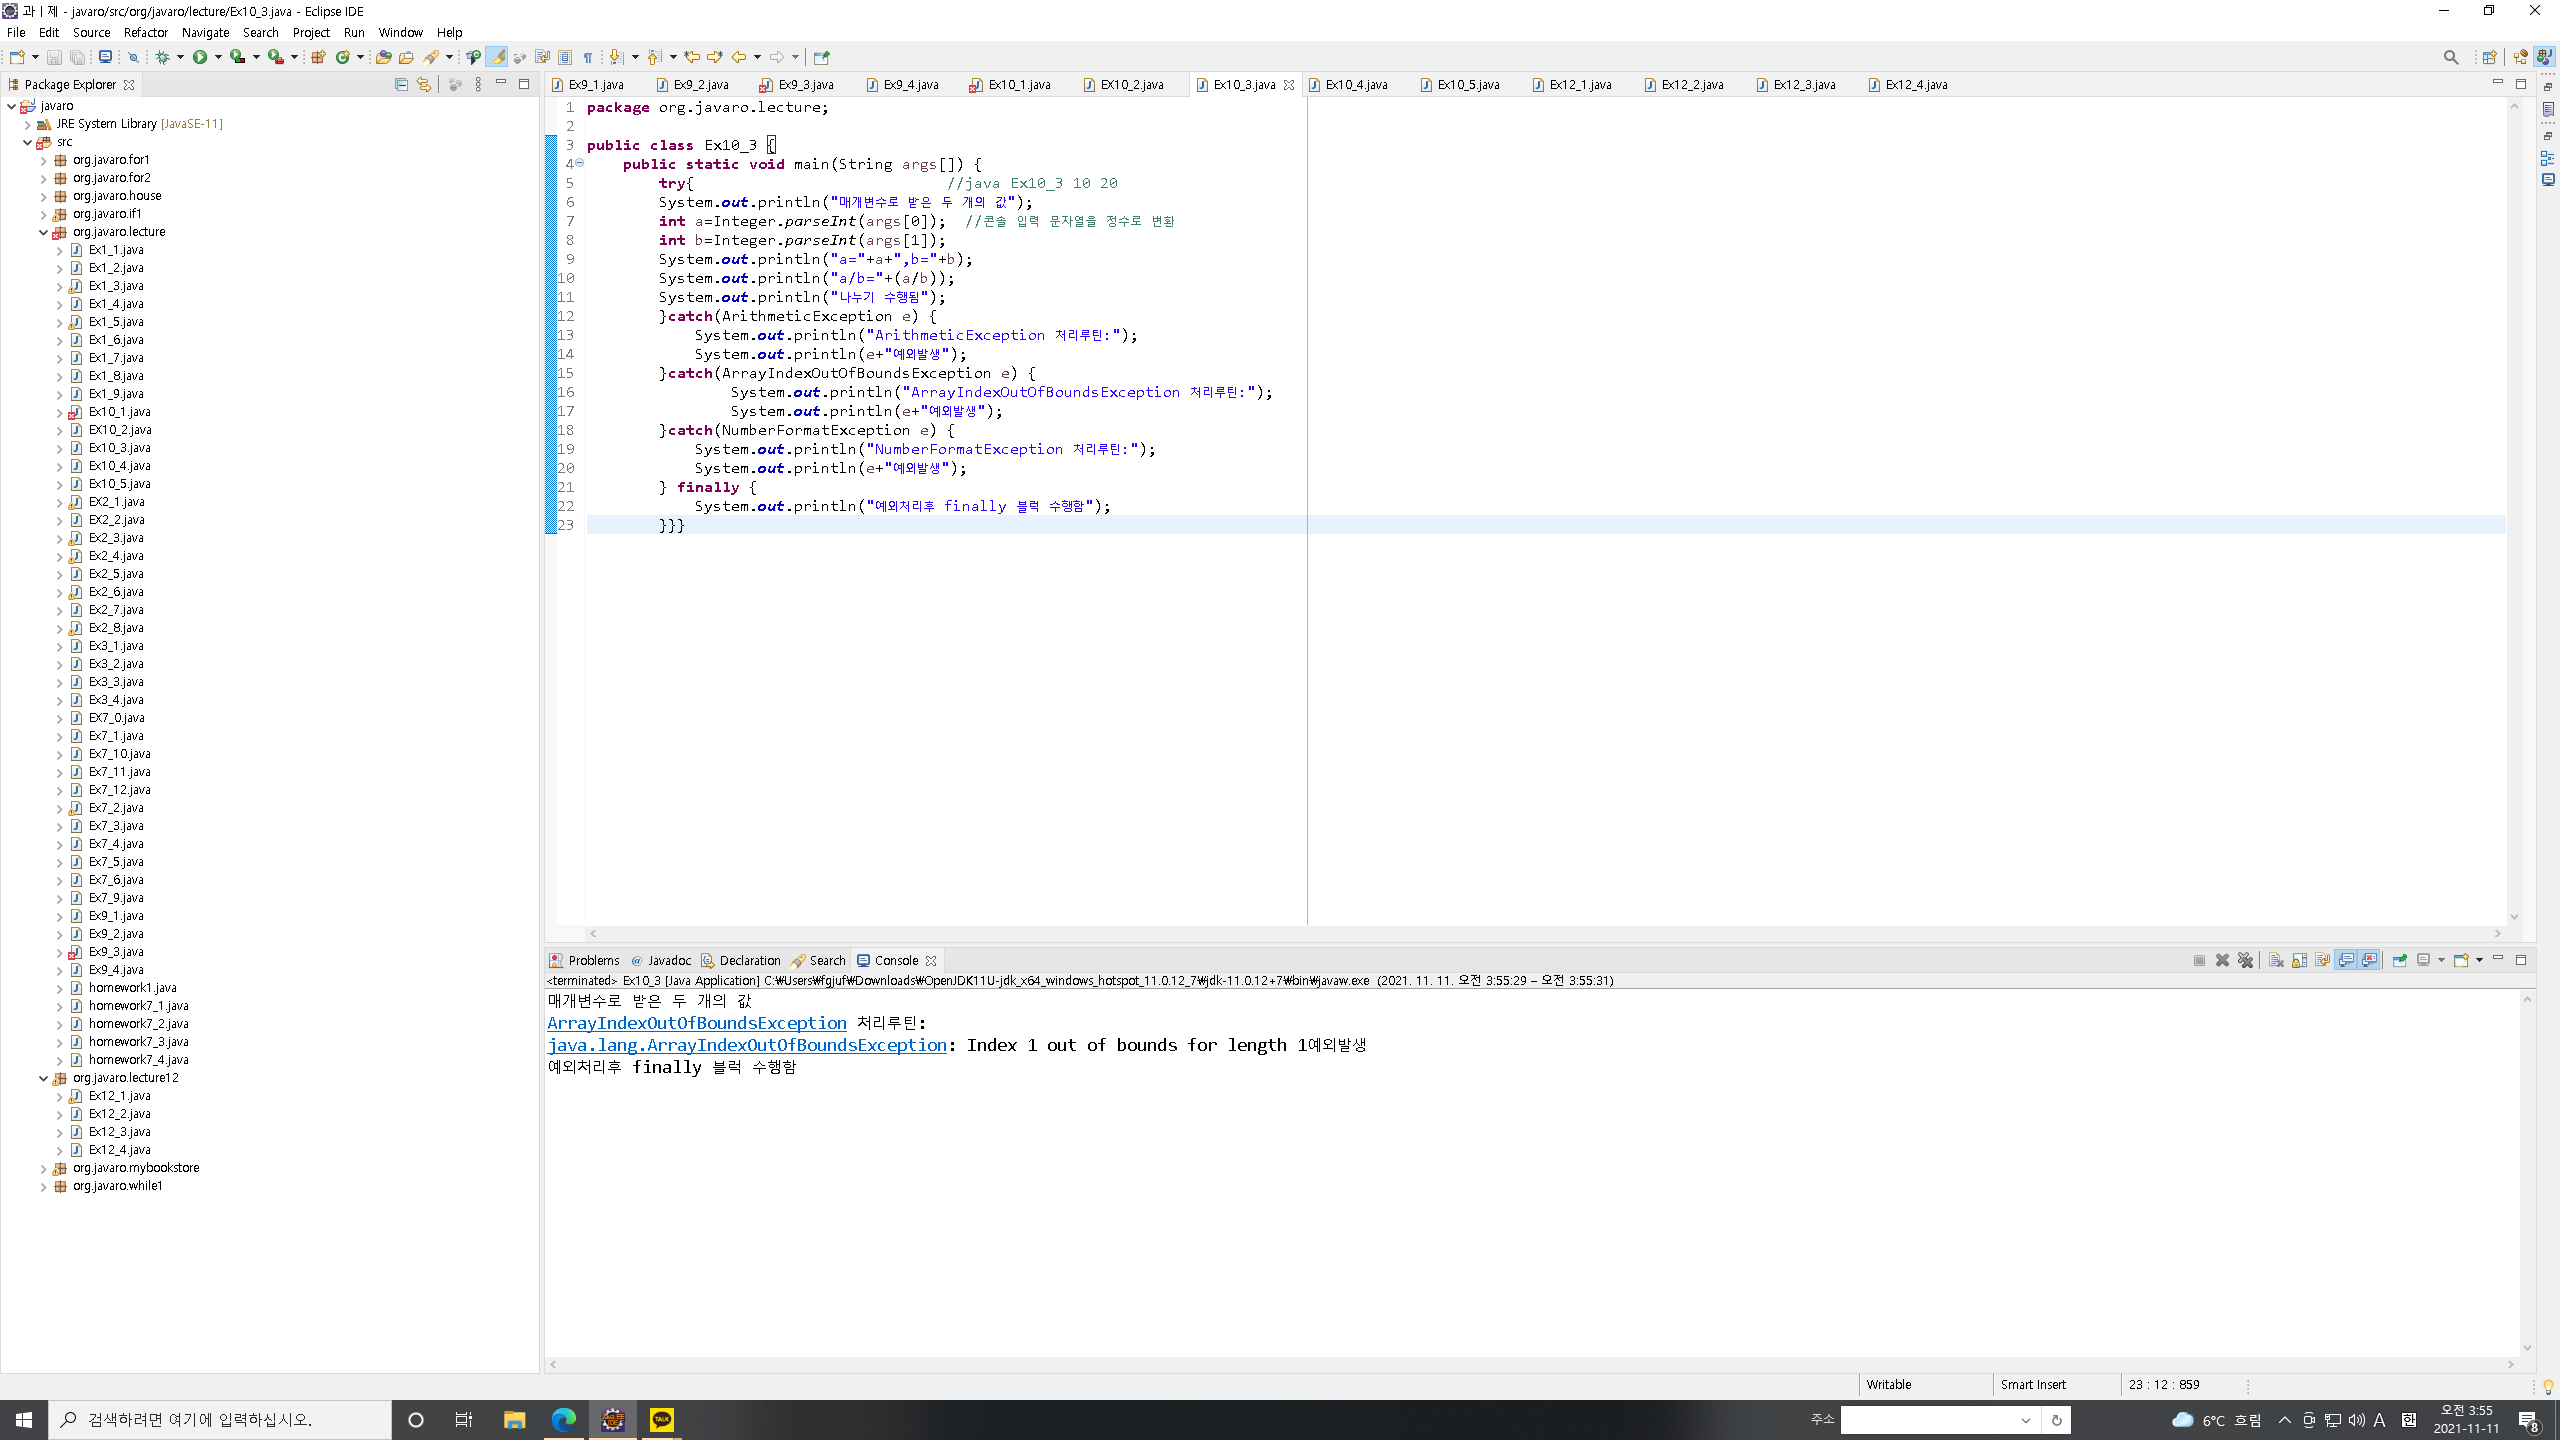 과ㅣ제 - javaro/src/org/javaro/lecture/Ex10_3.java - Eclipse IDE
File Edit Source Refactor Navigate Search Project Run Window Help
Package Explorer
javaro
JRE System Library [JavaSE-11]
src
org.javaro.for1
org.javaro.for2
org.javaro.house
org.javaro.if1
org.javaro.lecture
Ex1_1.java
Ex1_2.java
Ex1_3.java
Ex1_4.java
Ex1_5.java
Ex1_6.java
Ex1_7.java
Ex1_8.java
Ex1_9.java
Ex10_1.java
EX10_2.java
Ex10_3.java
Ex10_4.java
Ex10_5.java
EX2_1.java
EX2_2.java
Ex2_3.java
Ex2_4.java
Ex2_5.java
Ex2_6.java
Ex2_7.java
Ex2_8.java
Ex3_1.java
Ex3_2.java
Ex3_3.java
Ex3_4.java
EX7_0.java
Ex7_1.java
Ex7_10.java
Ex7_11.java
Ex7_12.java
Ex7_2.java
Ex7_3.java
Ex7_4.java
Ex7_5.java
Ex7_6.java
Ex7_9.java
Ex9_1.java
Ex9_2.java
Ex9_3.java
Ex9_4.java
homework1.java
homework7_1.java
homework7_2.java
homework7_3.java
homework7_4.java
org.javaro.lecture12
Ex12_1.java
Ex12_2.java
Ex12_3.java
Ex12_4.java
org.javaro.mybookstore
org.javaro.while1
Ex9_1.java Ex9_2.java Ex9_3.java Ex9_4.java Ex10_1.java EX10_2.java Ex10_3.java Ex10_4.java Ex10_5.java Ex12_1.java Ex12_2.java Ex12_3.java Ex12_4.java
1 package org.javaro.lecture;
2
3 public class Ex10_3 {
4 public static void main(String args[]) {
5 try{ //java Ex10_3 10 20
6 System.out.println("매개변수로 받은 두 개의 값");
7 int a=Integer.parseInt(args[0]); //콘솔 입력 문자열을 정수로 변환
8 int b=Integer.parseInt(args[1]);
9 System.out.println("a="+a+",b="+b);
10 System.out.println("a/b="+(a/b));
11 System.out.println("나누기 수행됨");
12 }catch(ArithmeticException e) {
13 System.out.println("ArithmeticException 처리루틴:");
14 System.out.println(e+"예외발생");
15 }catch(ArrayIndexOutOfBoundsException e) {
16 System.out.println("ArrayIndexOutOfBoundsException 처리루틴:");
17 System.out.println(e+"예외발생");
18 }catch(NumberFormatException e) {
19 System.out.println("NumberFormatException 처리루틴:");
20 System.out.println(e+"예외발생");
21 } finally {
22 System.out.println("예외처리후 finally 블럭 수행함");
23 }}}
Problems @ Javadoc Declaration Search Console
<terminated> Ex10_3 [Java Application] C:₩Users₩fgjuf₩Downloads₩OpenJDK11U-jdk_x64_windows_hotspot_11.0.12_7₩jdk-11.0.12+7₩bin₩javaw.exe (2021. 11. 11. 오전 3:55:29 – 오전 3:55:31)
매개변수로 받은 두 개의 값
ArrayIndexOutOfBoundsException 처리루틴:
java.lang.ArrayIndexOutOfBoundsException: Index 1 out of bounds for length 1예외발생
예외처리후 finally 블럭 수행함
Writable Smart Insert 23 : 12 : 859
검색하려면 여기에 입력하십시오.
TALK
주소
6°C 흐림
A
오전 3:55
2021-11-11
8